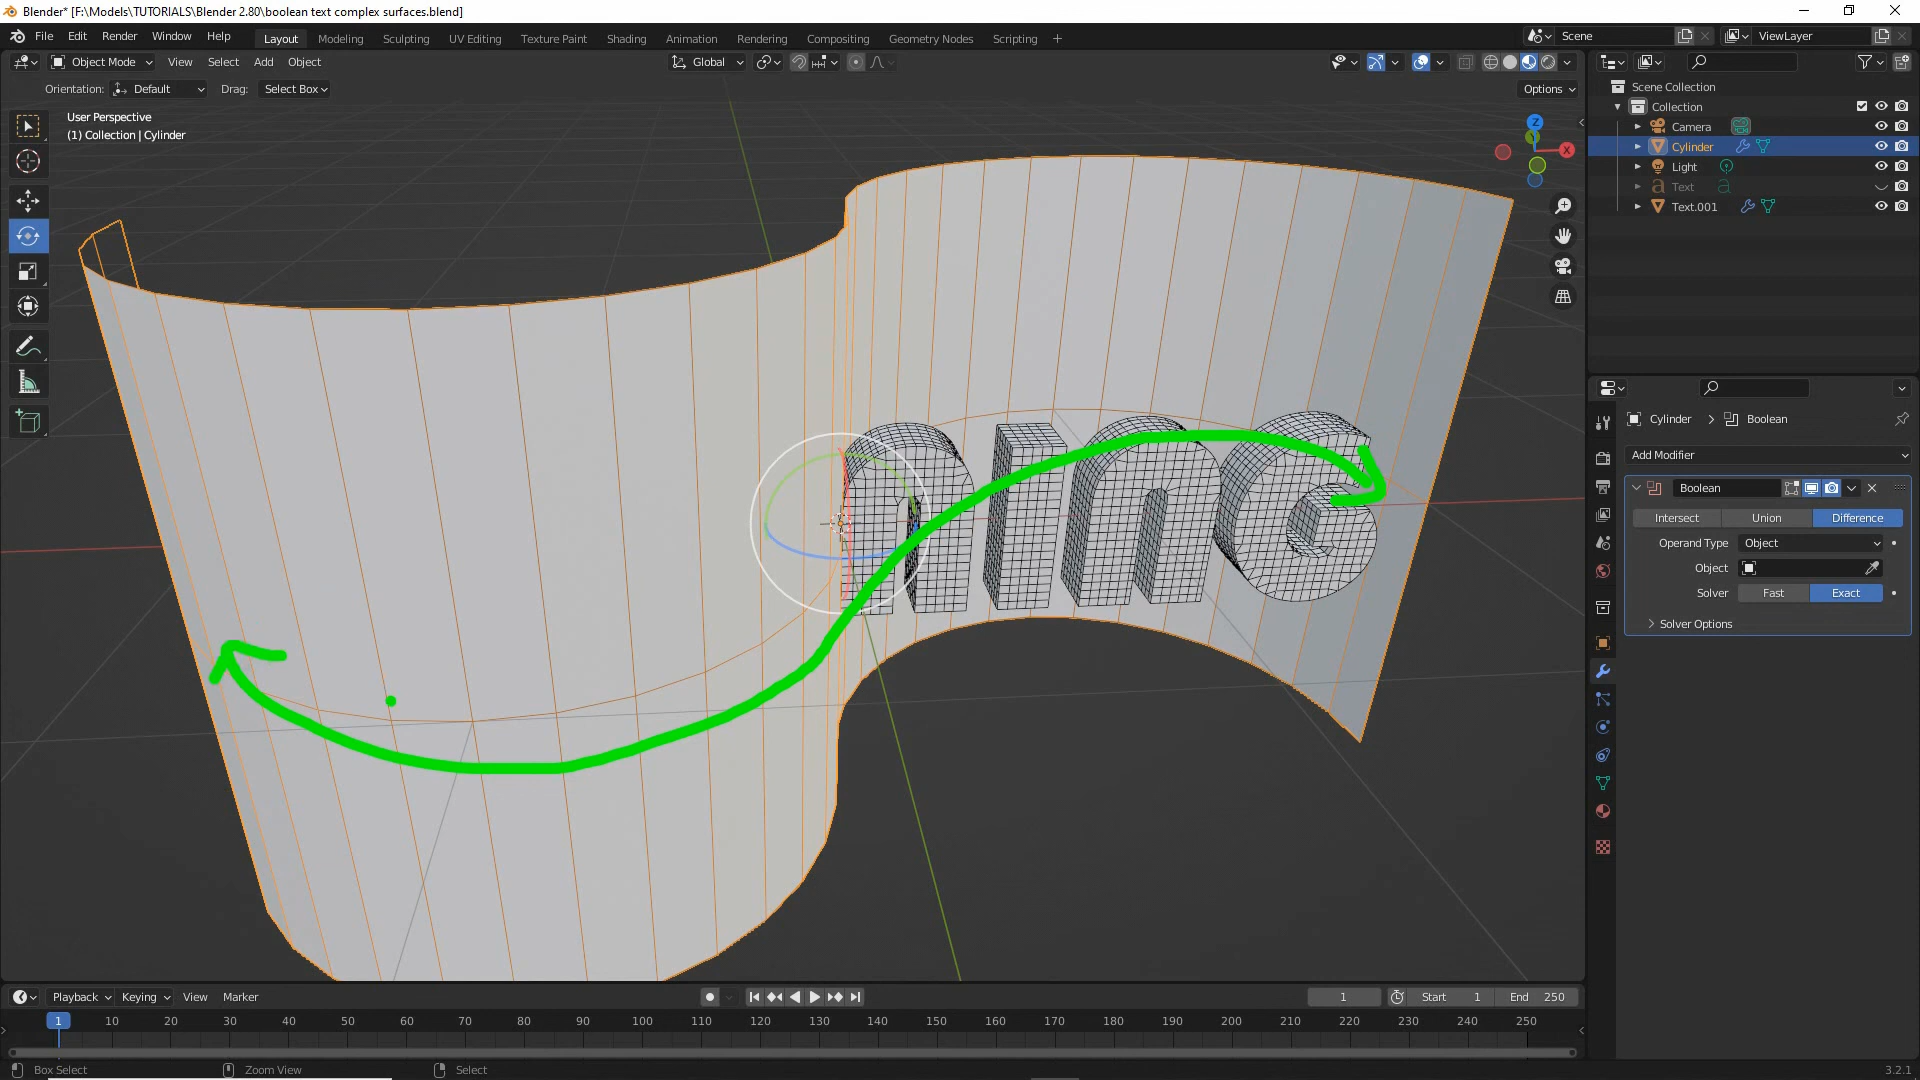 Blender* [F:\Models\TUTORIALS\Blender 2.80\boolean text complex surfaces.blend]
File Edit Render Window Help Layout Modeling Sculpting UV Editing Texture Paint Shading Animation Rendering Compositing Geometry Nodes Scripting + Scene ViewLayer
Object Mode View Select Add Object Global
Orientation: Default Drag: Select Box Options
User Perspective
(1) Collection | Cylinder
Z
Y
X
Scene Collection
Collection
Camera
Cylinder
Light
Text
Text.001
Cylinder > Boolean
Add Modifier
Boolean
Intersect Union Difference
Operand Type Object
Object
Solver Fast Exact
Solver Options
Playback Keying View Marker 1 Start 1 End 250
1 10 20 30 40 50 60 70 80 90 100 110 120 130 140 150 160 170 180 190 200 210 220 230 240 250
Box Select Zoom View Select 3.2.1